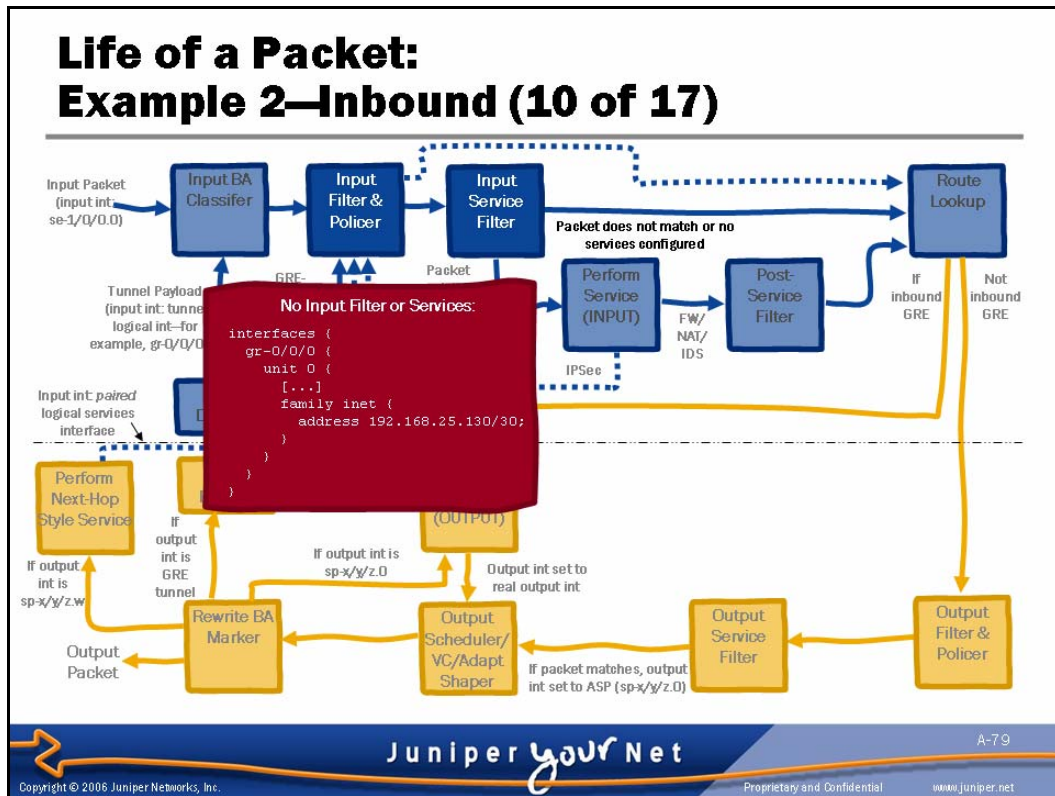 Life of a Packet:
Example 2—Inbound (10 of 17)
Input Packet
(input int:
se-1/0/0.0)
Input BA
Classifer
Input
Filter &
Policer
Input
Service
Filter
Route
Lookup
Packet does not match or no
services configured
GRE-
Packet
Tunnel Payload
(input int: tunne
logical int—for
example, gr-0/0/0
Perform
Service
(INPUT)
FW/
NAT/
IDS
Post-
Service
Filter
If
inbound
GRE
Not
inbound
GRE
IPSec
No Input Filter or Services:
interfaces {
gr-0/0/0 {
unit 0 {
[...]
family inet {
address 192.168.25.130/30;
}
}
}
}
Input int: paired
logical services
interface
D
Perform
Next-Hop
Style Service
(OUTPUT)
If
output
int is
GRE
tunnel
If output
int is
sp-x/y/z.w
If output int is
sp-x/y/z.0
Output int set to
real output int
Rewrite BA
Marker
Output
Packet
Output
Scheduler/
VC/Adapt
Shaper
If packet matches, output
int set to ASP (sp-x/y/z.0)
Output
Service
Filter
Output
Filter &
Policer
Juniper your Net
A-79
Copyright © 2006 Juniper Networks, Inc.
Proprietary and Confidential
www.juniper.net